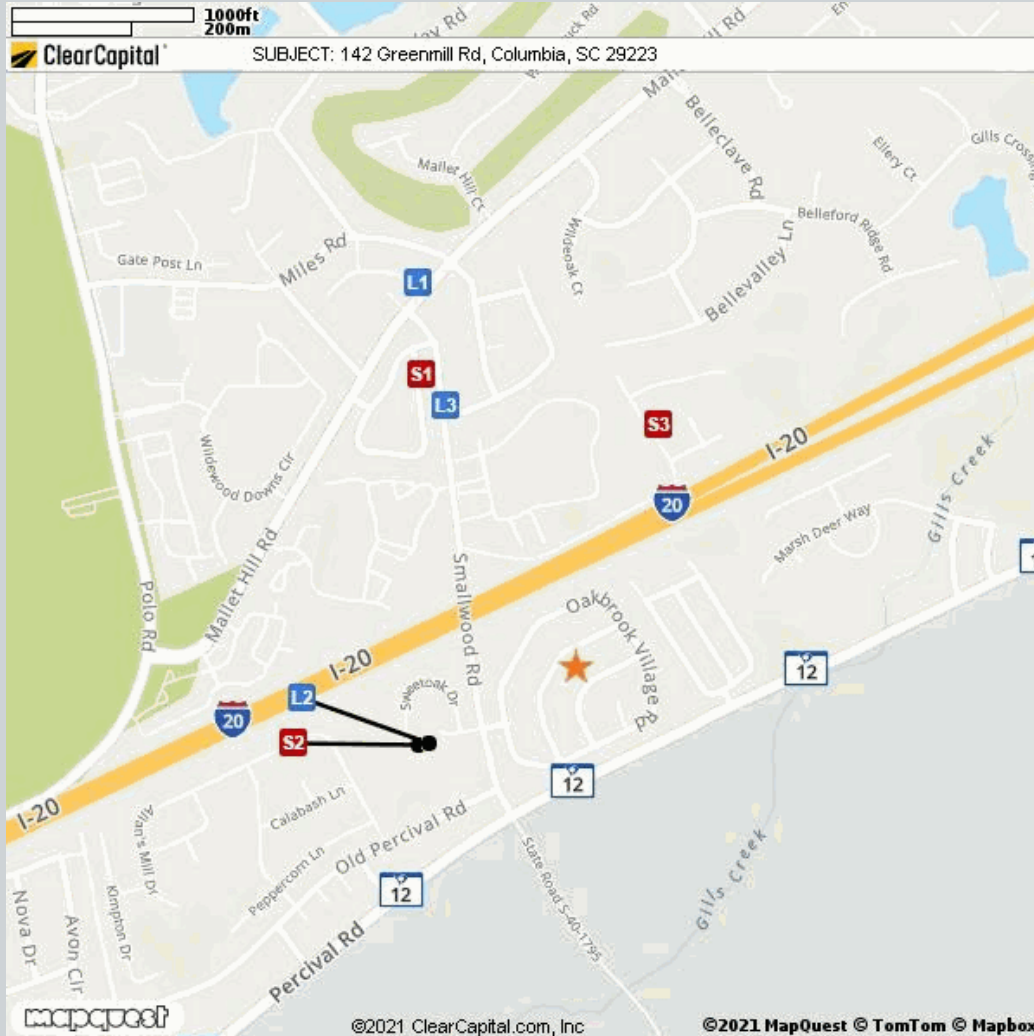 1000ft
200m
ClearCapital
SUBJECT: 142 Greenmill Rd, Columbia, SC 29223
Rd
Rd
Rd
Belleclave Rd
Ellery Ct
Gills Crossing
Mallet Hill Ct
Wildeoak Ct
Belleford Ridge Rd
Miles Rd
Gate Post Ln
Bellevalley Ln
L1
S1
L3
S3
I-20
20
Wildewood Downs Cir
Gills Creek
Marsh Deer Way
Mallet Hill Rd
Polo Rd
Smallwood Rd
Oakbrook Village Rd
12
I-20
L2
Sweetoak Dr
20
S2
12
I-20
Calabash Ln
Allan's Mill Dr
Old Percival Rd
Peppercorn Ln
12
State Road S-40-1795
Gills Creek
Nova Dr
Avon Cir
Kimpton Dr
Percival Rd
mapquest
©2021 ClearCapital.com, Inc
©2021 MapQuest © TomTom © Mapbox